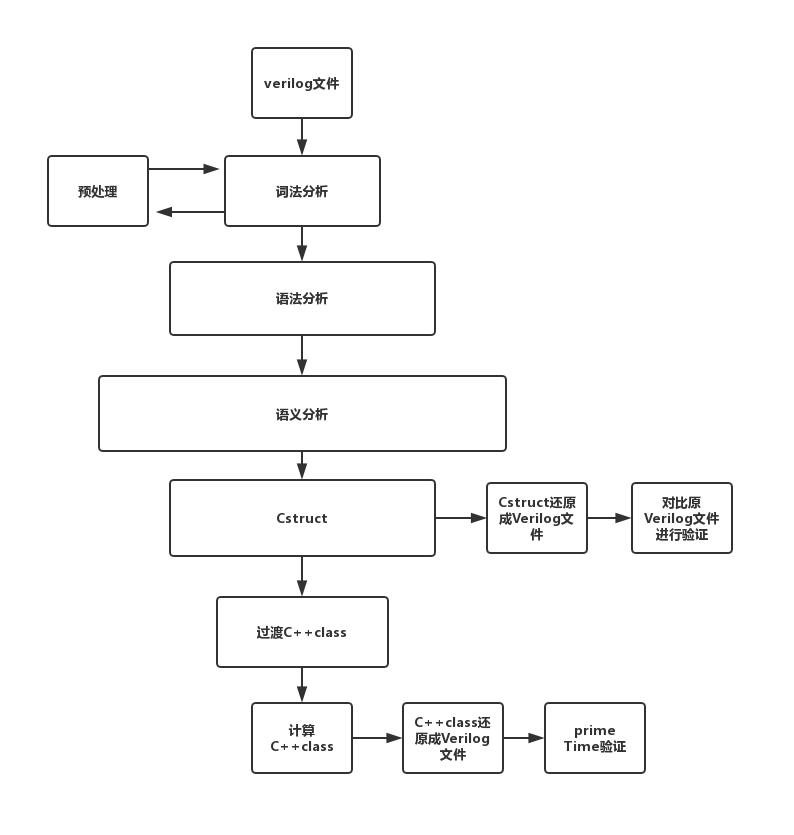 verilog文件
预处理
词法分析
语法分析
语义分析
Cstruct
Cstruct还原
成Verilog文
件
对比原
Verilog文件
进行验证
过渡C++class
计算
C++class
C++class还
原成Verilog
文件
prime
Time验证